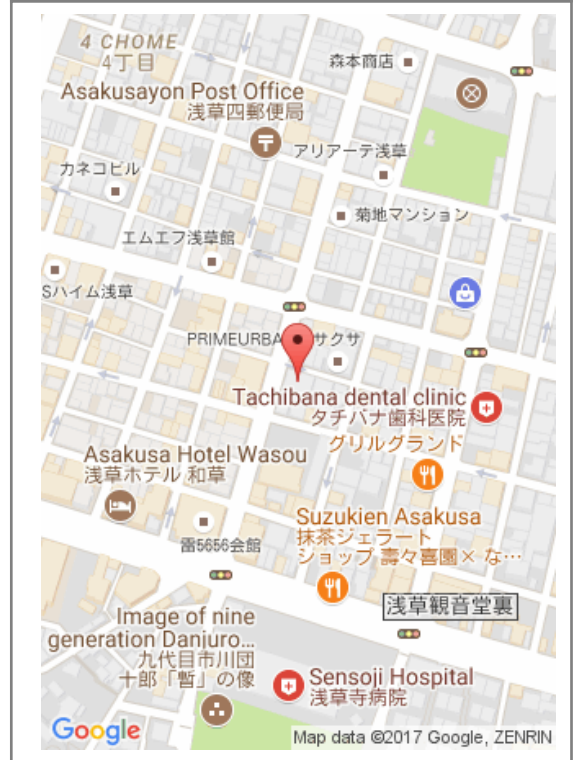 4 CHOME
4丁目
森本商店
Asakusayon Post Office
浅草四郵便局
アリアーテ浅草
カネコビル
菊地マンション
エムエフ浅草館
Sハイム浅草
PRIMEURBA サクサ
Tachibana dental clinic
タチバナ歯科医院
グリルグランド
Asakusa Hotel Wasou
浅草ホテル 和草
Suzukien Asakusa
抹茶ジェラート
ショップ 壽々喜園× な…
雷5656会館
浅草観音堂裏
Image of nine
generation Danjuro...
九代目市川団
十郎「暫」の像
Sensoji Hospital
浅草寺病院
Google
Map data ©2017 Google, ZENRIN